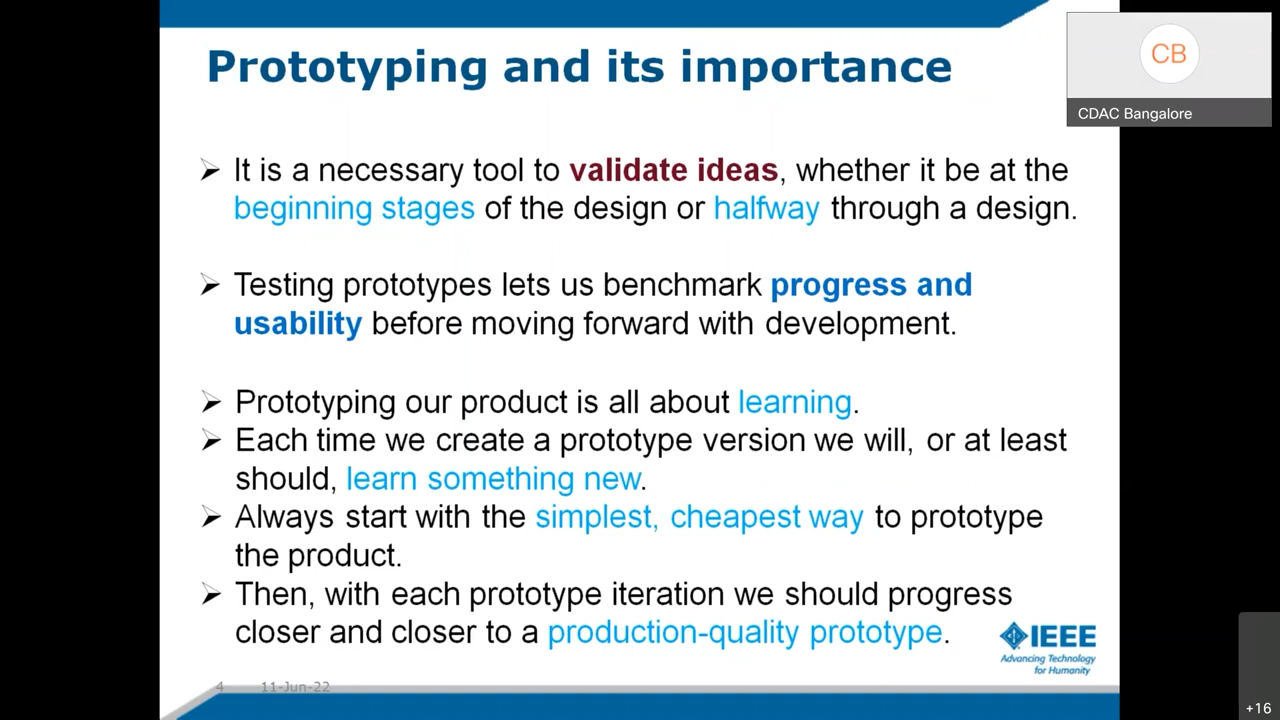 Prototyping and its importance
CB
CDAC Bangalore
➢ It is a necessary tool to validate ideas, whether it be at the
beginning stages of the design or halfway through a design.
➢ Testing prototypes lets us benchmark progress and
usability before moving forward with development.
➢ Prototyping our product is all about learning.
➢ Each time we create a prototype version we will, or at least
should, learn something new.
➢ Always start with the simplest, cheapest way to prototype
the product.
➢ Then, with each prototype iteration we should progress
closer and closer to a production-quality prototype.
IEEE
Advancing Technology
for Humanity
4 11-Jun-22
+16